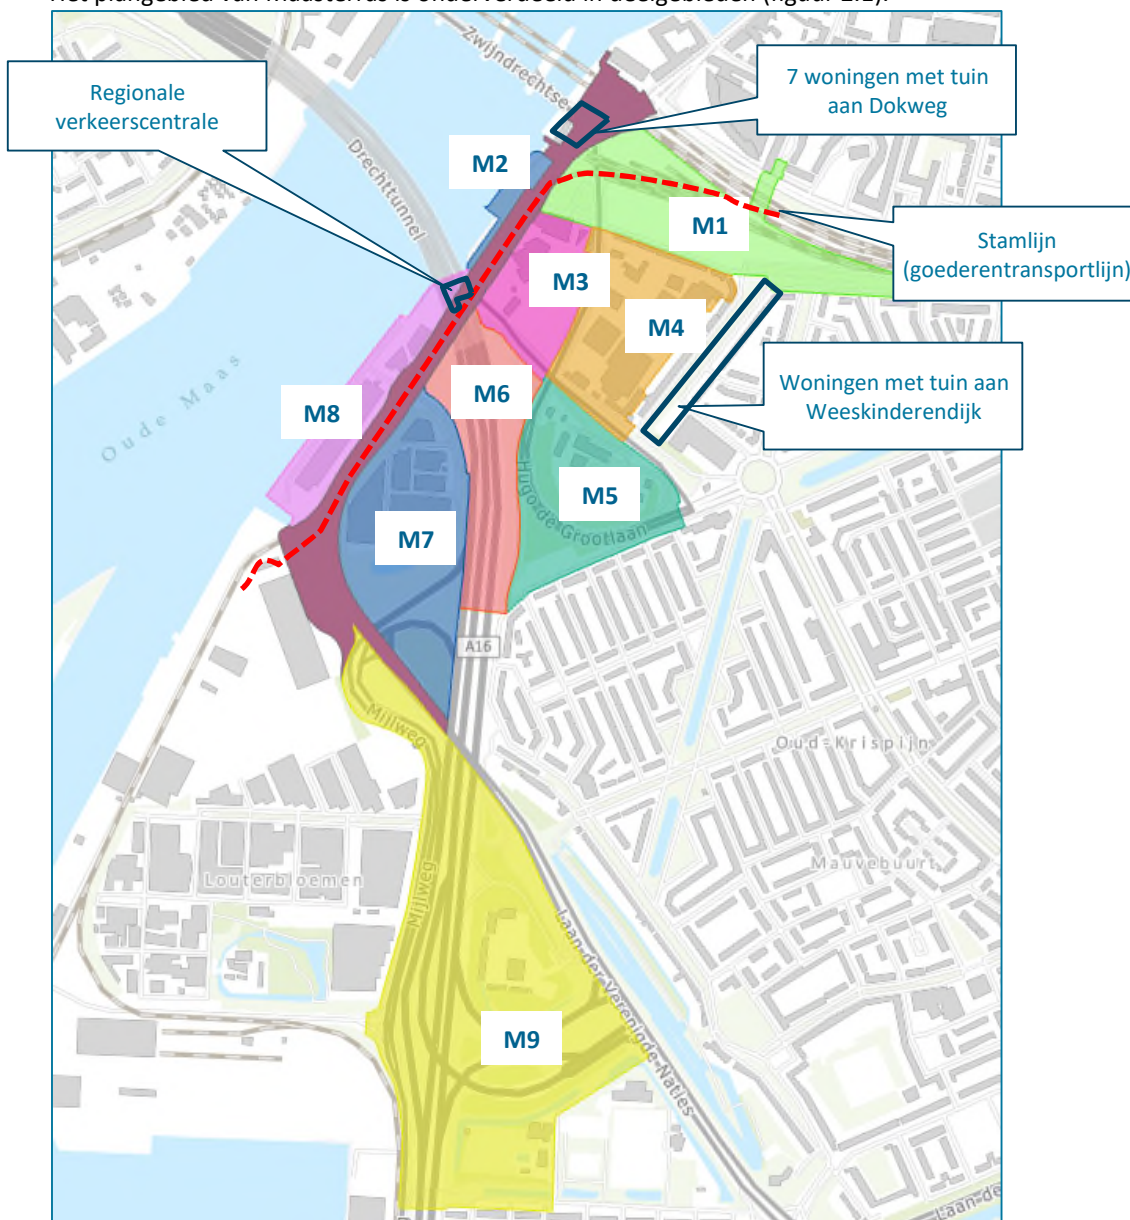 Zwijndrechtse
7 woningen met tuin
aan Dokweg
Regionale
verkeerscentrale
Drechttunnel
M2
M1
Stamlijn
(goederentransportlijn)
M3
M4
Oude Maas
M6
Woningen met tuin aan
Weeskinderendijk
M8
M5
Hugo-de-Grootlaan
M7
A16
Mijlweg
Oud-Krispijn
Mauvebuurt
Louterbloemen
Mijlweg
Laan-der-Verenigde-Naties
M9
Laan-de